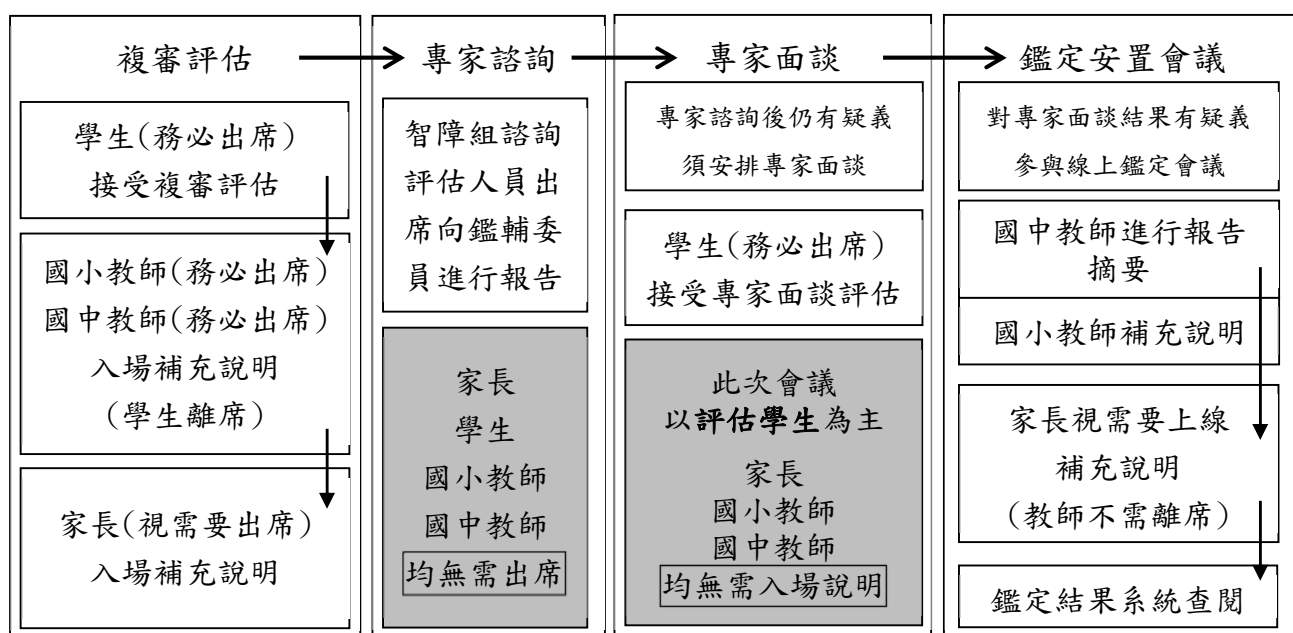 複審評估
學生(務必出席)
接受複審評估
國小教師(務必出席)
國中教師(務必出席)
入場補充說明
(學生離席)
家長(視需要出席)
入場補充說明
專家諮詢
智障組諮詢
評估人員出
席向鑑輔委
員進行報告
家長
學生
國小教師
國中教師
均無需出席
專家面談
專家諮詢後仍有疑義
須安排專家面談
學生(務必出席)
接受專家面談評估
此次會議
以評估學生為主
家長
國小教師
國中教師
均無需入場說明
鑑定安置會議
對專家面談結果有疑義
參與線上鑑定會議
國中教師進行報告
摘要
國小教師補充說明
家長視需要上線
補充說明
(教師不需離席)
鑑定結果系統查閱